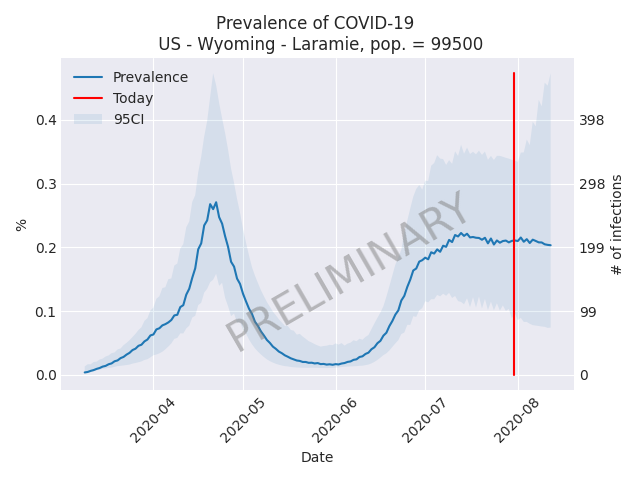 Prevalence of COVID-19
US - Wyoming - Laramie, pop. = 99500
Prevalence
Today
95CI
PRELIMINARY
%
0.4
0.3
0.2
0.1
0.0
398
298
199
99
0
# of infections
2020-04
2020-05
2020-06
2020-07
2020-08
Date